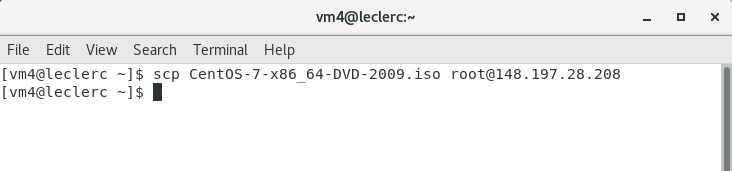 vm4@leclerc:~
File Edit View Search Terminal Help
[vm4@leclerc ~]$ scp CentOS-7-x86_64-DVD-2009.iso root@148.197.28.208
[vm4@leclerc ~]$